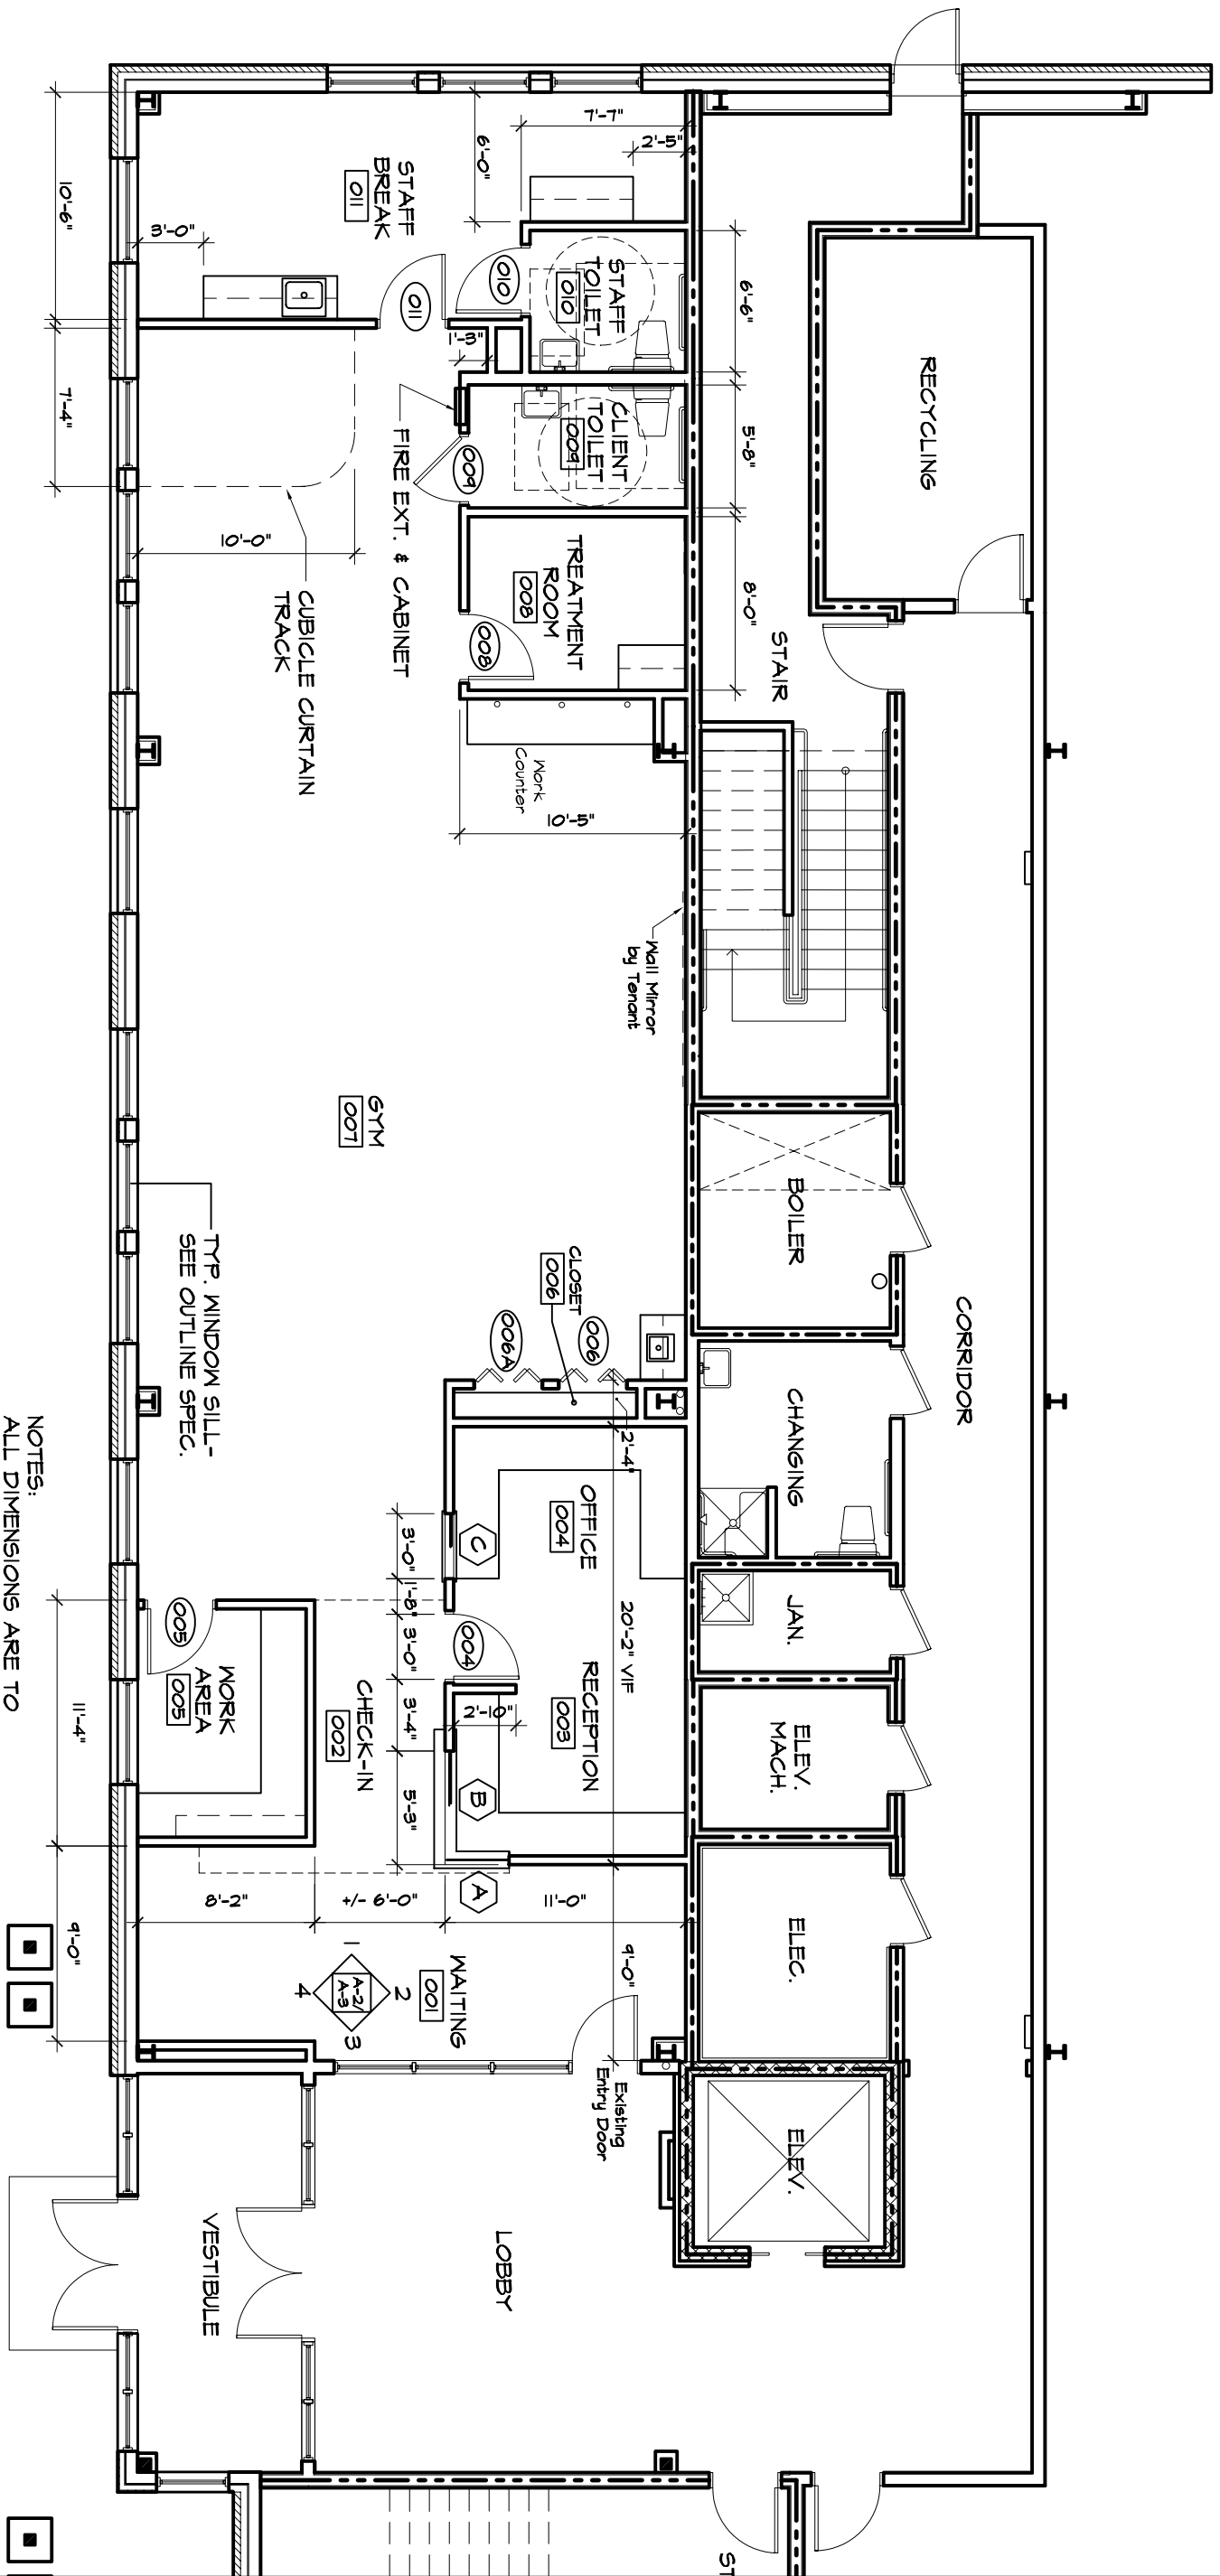 RECYCLING
STAIR
CORRIDOR
BOILER
CHANGING
JAN.
ELEV.
MACH.
ELEC.
ELEV.
LOBBY
VESTIBULE
ST
7'-7"
2'-5"
6'-0"
STAFF
BREAK
011
10'-6"
3'-0"
011
010
STAFF
TOILET
010
6'-6"
1'-3"
7'-4"
CLIENT
TOILET
009
009
5'-8"
FIRE EXT. & CABINET
10'-0"
CUBICLE CURTAIN
TRACK
TREATMENT
ROOM
008
008
8'-0"
Work
Counter
10'-5"
Wall Mirror
by Tenant
GYM
007
TYP. WINDOW SILL-
SEE OUTLINE SPEC.
CLOSET
006
006
006A
2'-4"
OFFICE
004
C
3'-0"
1'-8"
3'-0"
3'-4"
5'-3"
004
20'-2" VIF
RECEPTION
003
2'-10"
B
A
CHECK-IN
002
WORK
AREA
005
005
11'-4"
9'-0"
8'-2"
+/- 6'-0"
11'-0"
9'-0"
WAITING
001
1
2
3
4
A-2/
A-3
Existing
Entry Door
NOTES:
ALL DIMENSIONS ARE TO